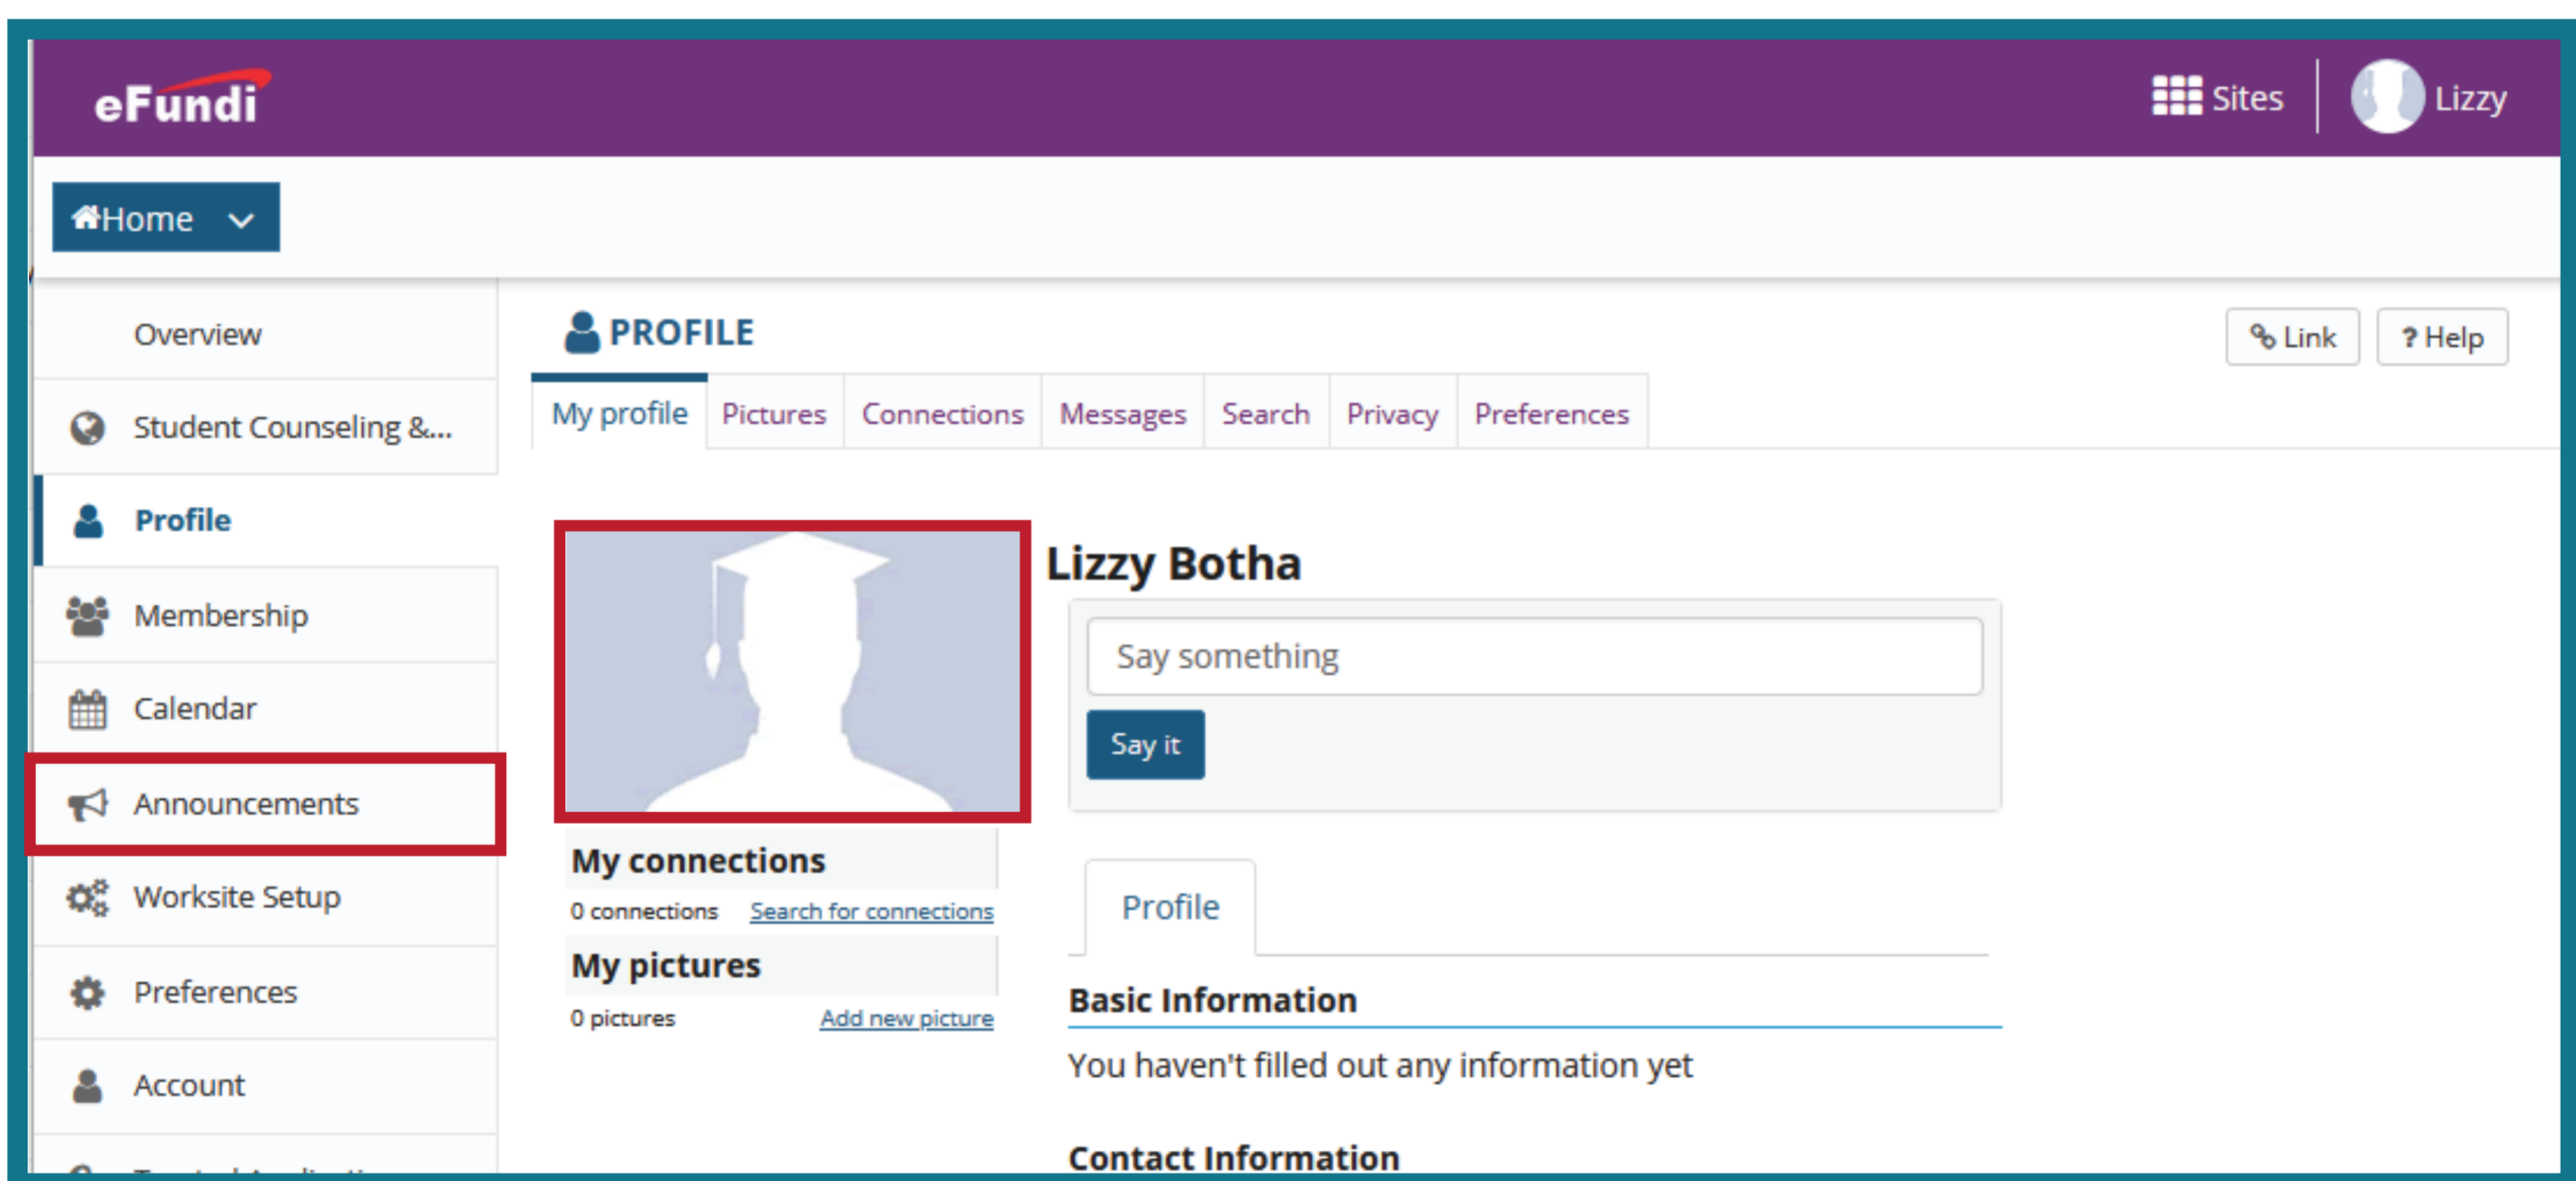 eFundi
Sites
Lizzy
Home
Overview
Student Counseling &...
Profile
Membership
Calendar
Announcements
Worksite Setup
Preferences
Account
PROFILE
Link
? Help
My profile
Pictures
Connections
Messages
Search
Privacy
Preferences
Lizzy Botha
Say something
Say it
My connections
0 connections Search for connections
My pictures
0 pictures Add new picture
Profile
Basic Information
You haven't filled out any information yet
Contact Information